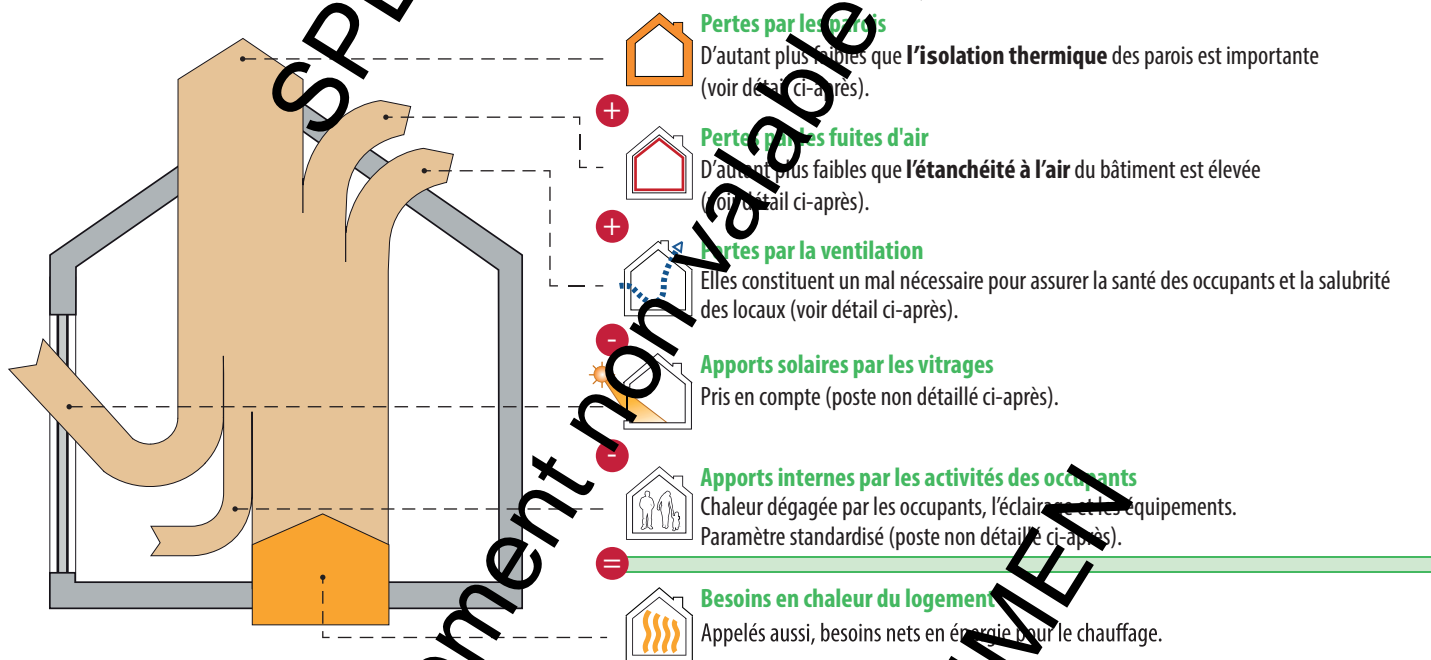 Pertes par les parois
D'autant plus faibles que l'isolation thermique des parois est importante
(voir détail ci-après).
+
Pertes par les fuites d'air
D'autant plus faibles que l'étanchéité à l'air du bâtiment est élevée
(voir détail ci-après).
+
Pertes par la ventilation
Elles constituent un mal nécessaire pour assurer la santé des occupants et la salubrité
des locaux (voir détail ci-après).
-
Apports solaires par les vitrages
Pris en compte (poste non détaillé ci-après).
-
Apports internes par les activités des occupants
Chaleur dégagée par les occupants, l'éclairage et les équipements.
Paramètre standardisé (poste non détaillé ci-après).
=
Besoins en chaleur du logement
Appelés aussi, besoins nets en énergie pour le chauffage.
non valable